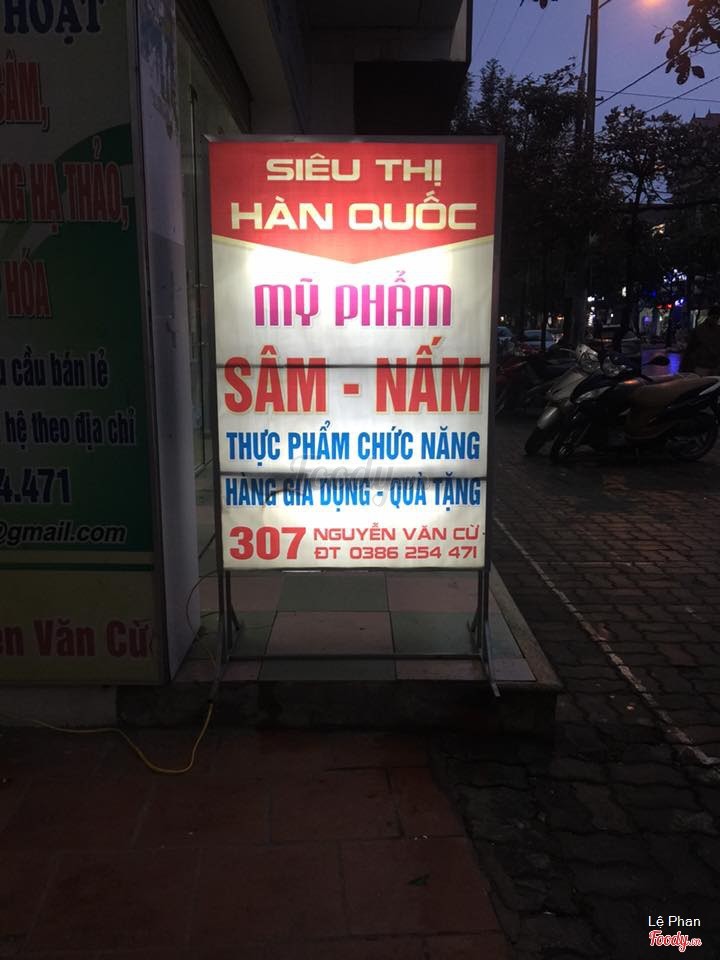 HOẠT
SÂM,
HẠ THẢO,
HÓA
cầu bán lẻ
hệ theo địa chỉ
4.471
@gmail.com
Văn Cừ
SIÊU THỊ
HÀN QUỐC
MỸ PHẨM
SÂM - NẤM
THỰC PHẨM CHỨC NĂNG
HÀNG GIA DỤNG - QUÀ TẶNG
307 NGUYỄN VĂN CỪ
ĐT 0386 254 471
Foody.vn
Lệ Phan
Foody.vn